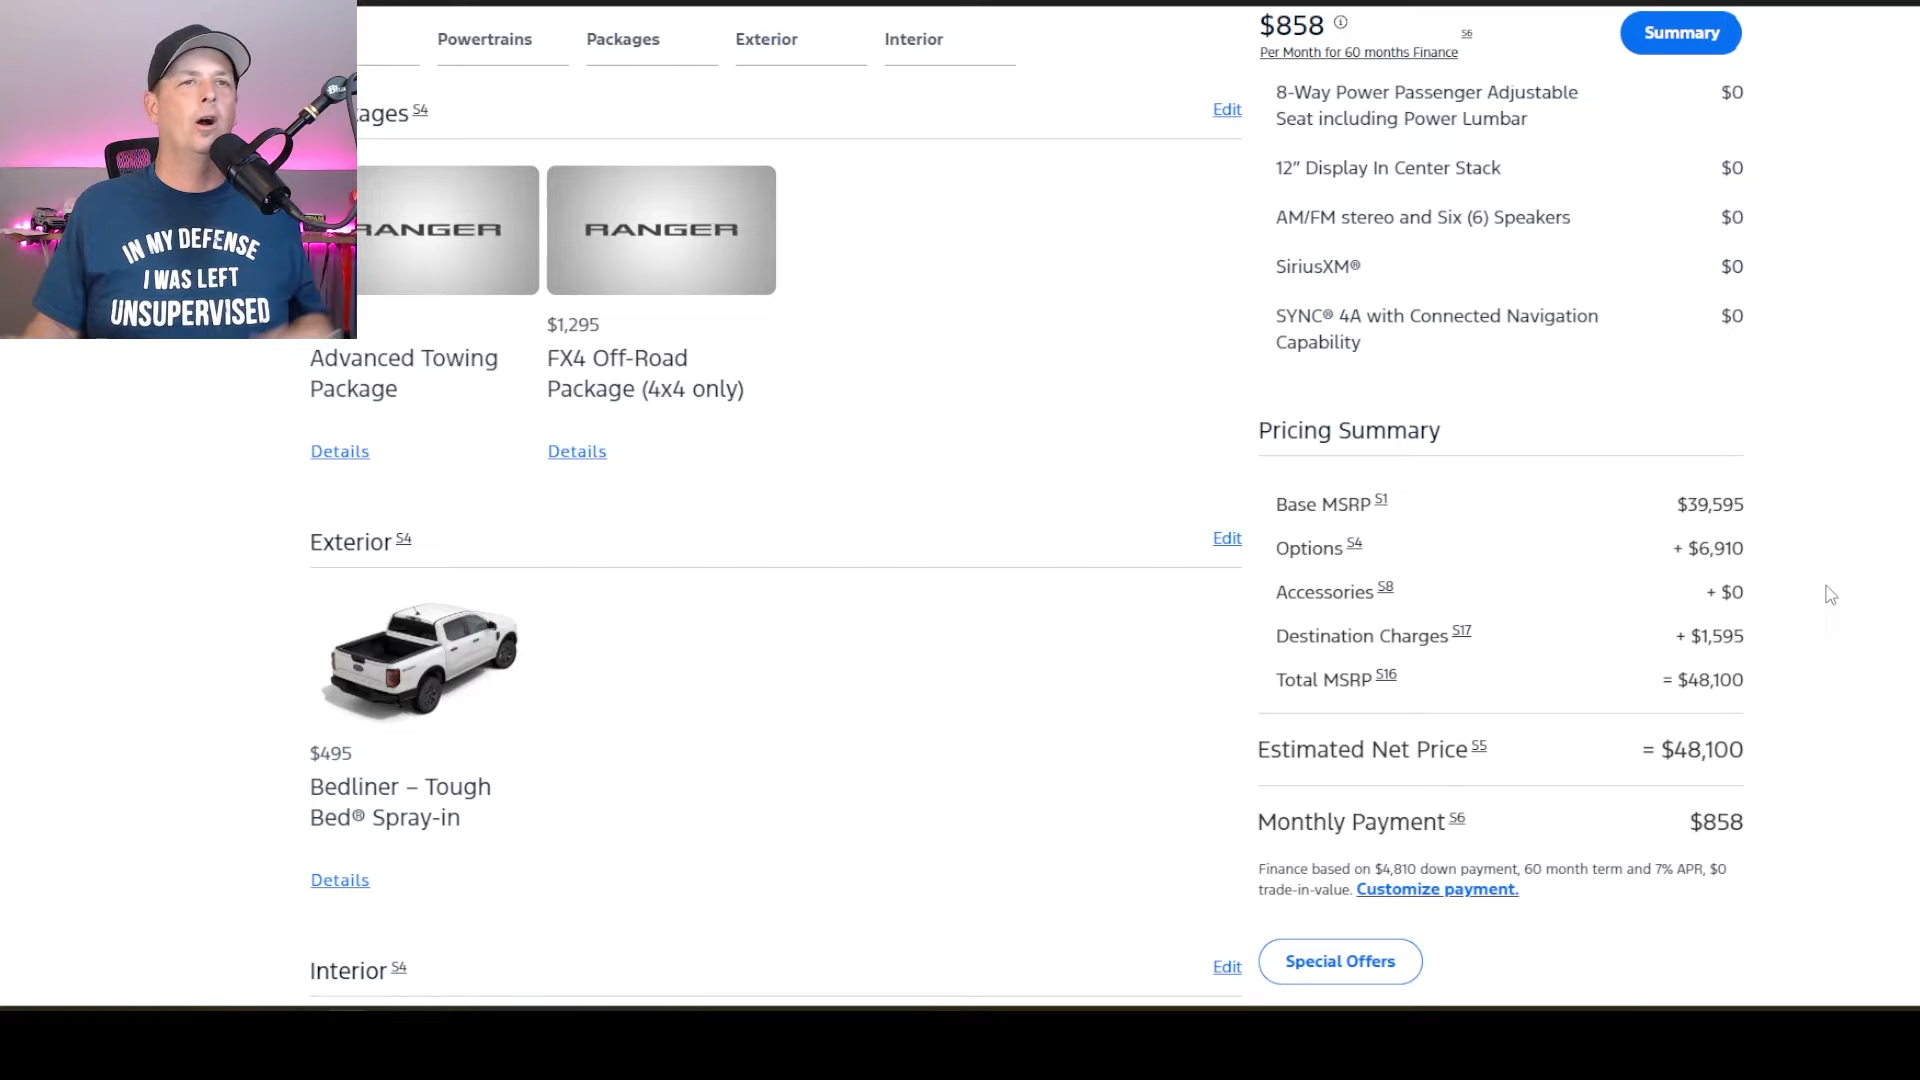 Powertrains
Packages
Exterior
Interior
$858
S6
Per Month for 60 months Finance
Summary
ages S4
Edit
IN MY DEFENSE
I WAS LEFT
UNSUPERVISED
RANGER
RANGER
$1,295
Advanced Towing
Package
FX4 Off-Road
Package (4x4 only)
Details
Details
Exterior S4
Edit
$495
Bedliner – Tough
Bed® Spray-in
Details
Interior S4
Edit
8-Way Power Passenger Adjustable
Seat including Power Lumbar
$0
12” Display In Center Stack
$0
AM/FM stereo and Six (6) Speakers
$0
SiriusXM®
$0
SYNC® 4A with Connected Navigation
Capability
$0
Pricing Summary
Base MSRP S1
$39,595
Options S4
+ $6,910
Accessories S8
+ $0
Destination Charges S17
+ $1,595
Total MSRP S16
= $48,100
Estimated Net Price S5
= $48,100
Monthly Payment S6
$858
Finance based on $4,810 down payment, 60 month term and 7% APR, $0
trade-in-value. Customize payment.
Special Offers